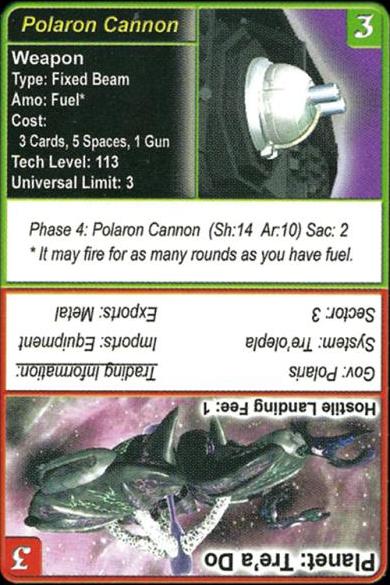 Polaron Cannon
3
Weapon
Type: Fixed Beam
Amo: Fuel*
Cost:
3 Cards, 5 Spaces, 1 Gun
Tech Level: 113
Universal Limit: 3
Phase 4: Polaron Cannon (Sh:14 Ar:10) Sac: 2
* It may fire for as many rounds as you have fuel.
Planet: Tre'a Do
3
Hostile Landing Fee: 1
Gov: Polaris
Trading Information:
System: Tre'olepla
Imports: Equipment
Sector: 3
Exports: Metal